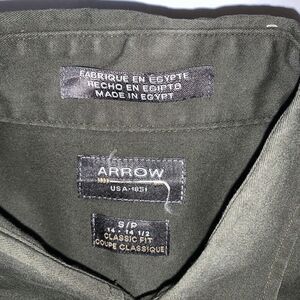 FABRIQUÉ EN EGYPTE
HECHO EN EGIPTO
MADE IN EGYPT
ARROW
USA-1851
S/P
14 - 14 1/2
CLASSIC FIT
COUPE CLASSIQUE